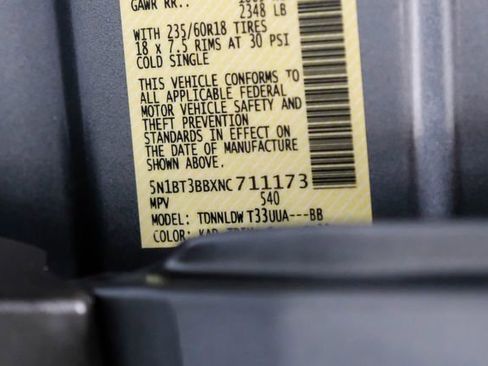 GAWR RR..
2348 LB
WITH 235/60R18 TIRES
18 x 7.5 RIMS AT 30 PSI
COLD SINGLE
THIS VEHICLE CONFORMS TO
ALL APPLICABLE FEDERAL
MOTOR VEHICLE SAFETY AND
THEFT PREVENTION
STANDARDS IN EFFECT ON
THE DATE OF MANUFACTURE
SHOWN ABOVE.
5N1BT3BBXNC711173
MPV 540
MODEL: TDNNLDW T33UUA---BB
COLOR: KAD